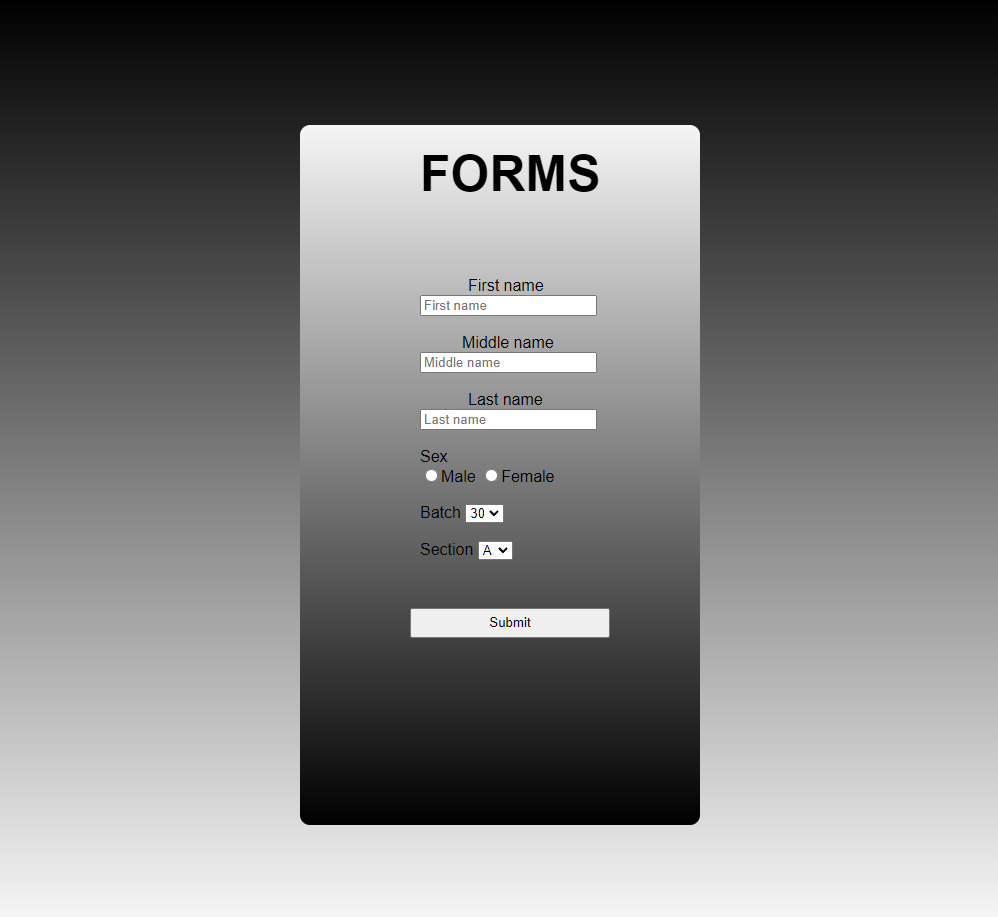 FORMS
First name
First name
Middle name
Middle name
Last name
Last name
Sex
Male Female
Batch 30
Section A
Submit